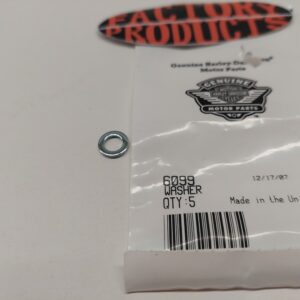 FACTORY
PRODUCTS
Genuine Harley-Da
Motor Parts
GENUINE
MOTOR PARTS
6099
WASHER
QTY:5
12/17/07
Made in the Un